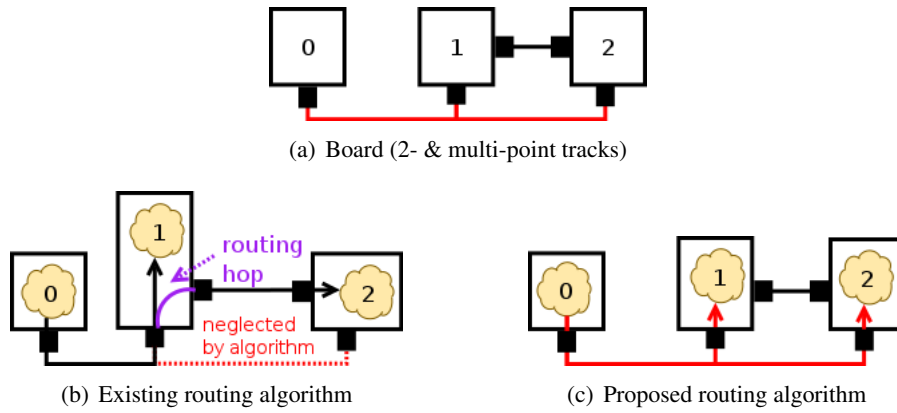 0 1 2
(a) Board (2- & multi-point tracks)
0
1
routing
hop
2
neglected
by algorithm
(b) Existing routing algorithm
0
1
2
(c) Proposed routing algorithm